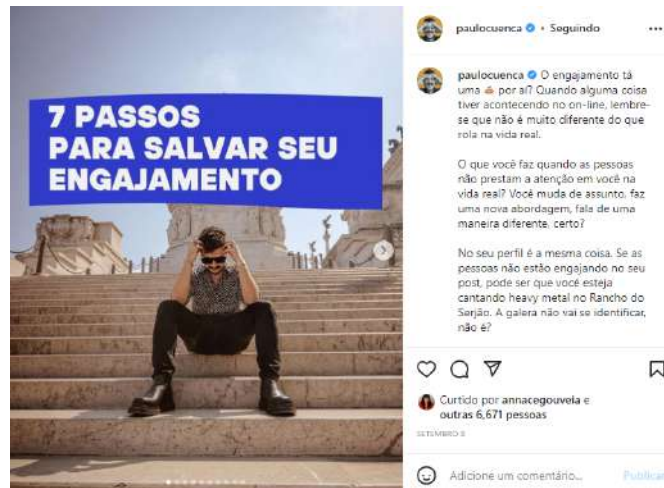 7 PASSOS
PARA SALVAR SEU
ENGAJAMENTO
paulocuenca • Seguindo
paulocuenca O engajamento tá
uma 💩 por aí? Quando alguma coisa
tiver acontecendo no on-line, lembre-
se que não é muito diferente do que
rola na vida real.
O que você faz quando as pessoas
não prestam a atenção em você na
vida real? Você muda de assunto, faz
uma nova abordagem, fala de uma
maneira diferente, certo?
No seu perfil é a mesma coisa. Se as
pessoas não estão engajando no seu
post, pode ser que você esteja
cantando heavy metal no Rancho do
Serjão. A galera não vai se identificar,
não é?
Curtido por annacegouveia e
outras 6,671 pessoas
SETEMBRO 3
Adicione um comentário...
Publicar